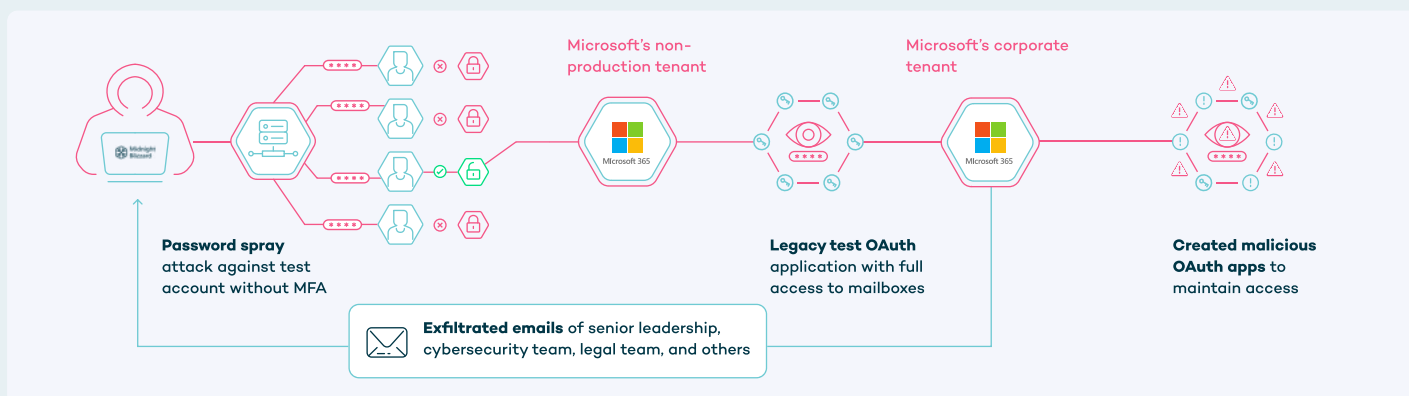 Microsoft's non-
production tenant
Microsoft's corporate
tenant
Midnight
Blizzard
****
****
****
****
Microsoft 365
****
Microsoft 365
****
Password spray
attack against test
account without MFA
Legacy test OAuth
application with full
access to mailboxes
Created malicious
OAuth apps to
maintain access
Exfiltrated emails of senior leadership,
cybersecurity team, legal team, and others